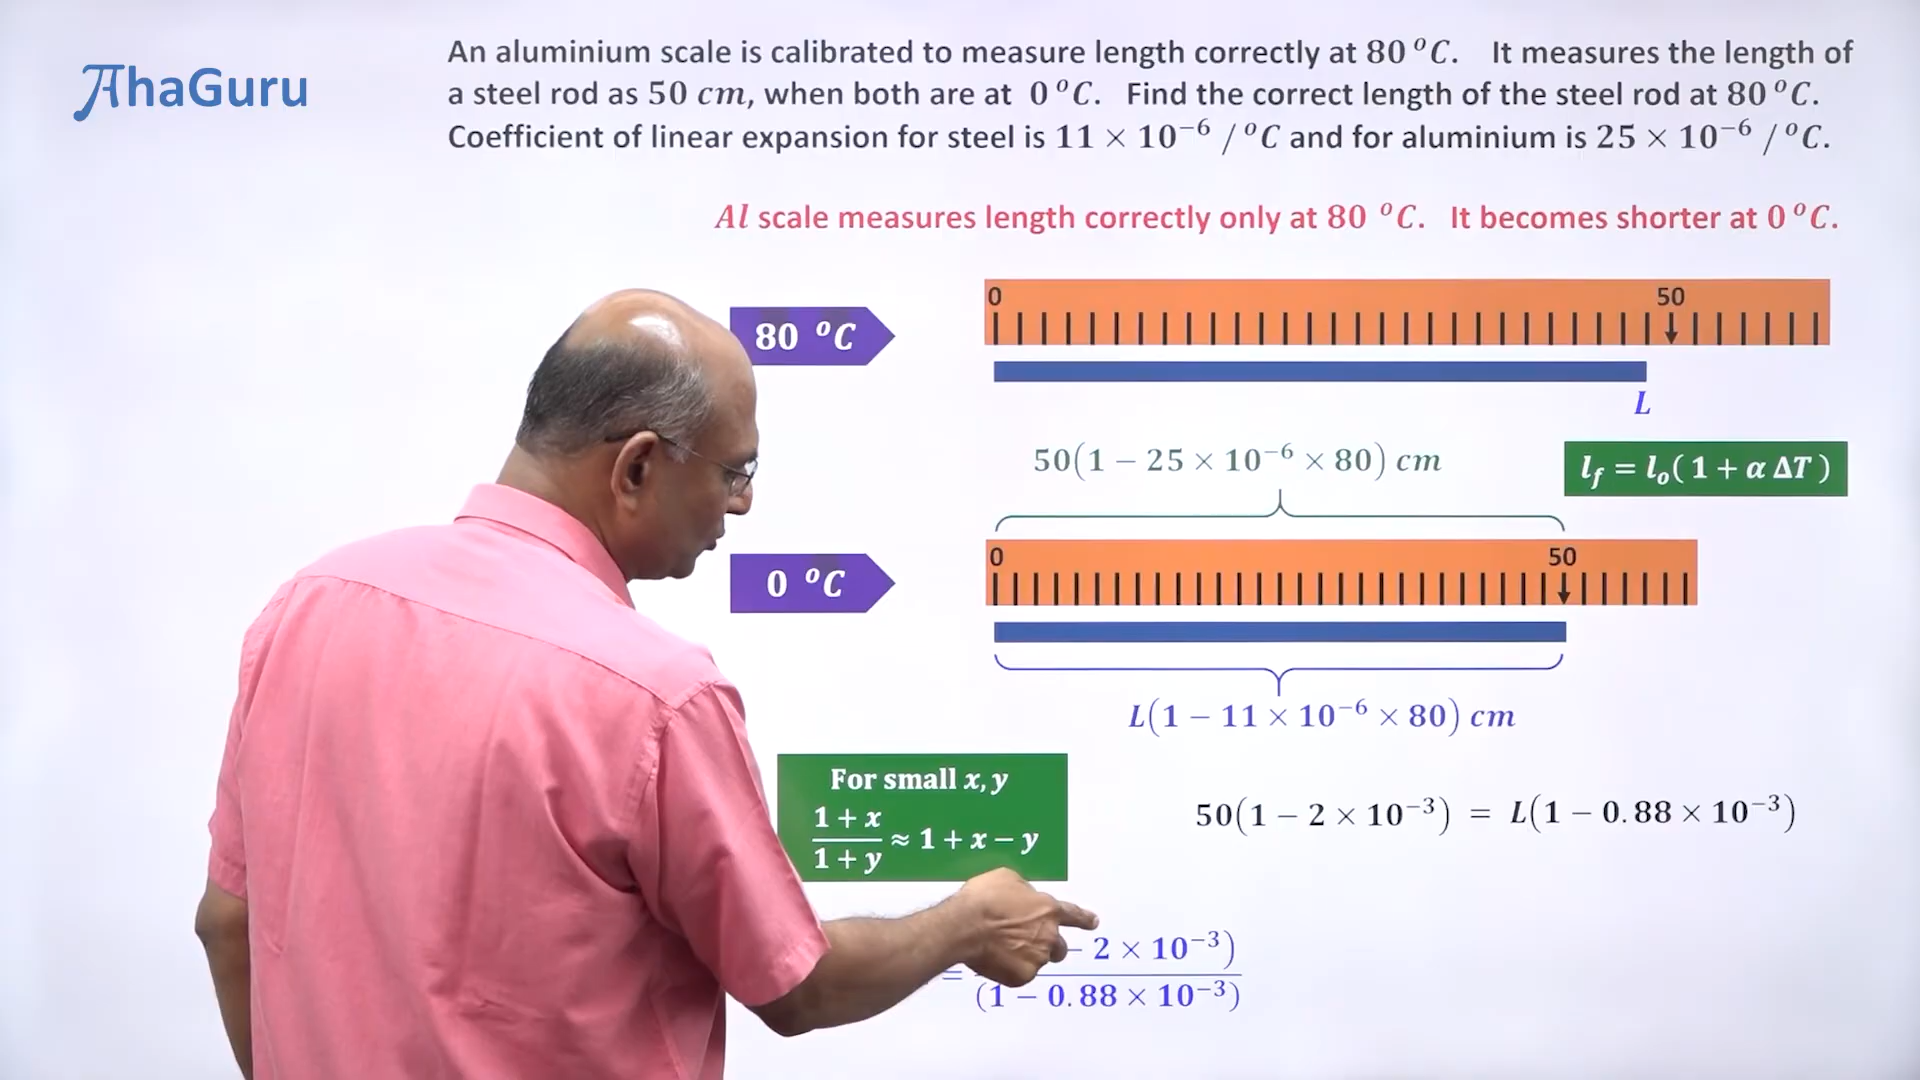 AhaGuru
An aluminium scale is calibrated to measure length correctly at 80 °C. It measures the length of
a steel rod as 50 cm, when both are at 0 °C. Find the correct length of the steel rod at 80 °C.
Coefficient of linear expansion for steel is 11 × 10⁻⁶ / °C and for aluminium is 25 × 10⁻⁶ / °C.
Al scale measures length correctly only at 80 °C. It becomes shorter at 0 °C.
0 50
80 °C
L
50(1 − 25 × 10⁻⁶ × 80) cm
l_f = l_o(1 + α ΔT)
0 50
0 °C
L(1 − 11 × 10⁻⁶ × 80) cm
For small x, y
1 + x
1 + y
≈ 1 + x − y
50(1 − 2 × 10⁻³) = L(1 − 0.88 × 10⁻³)
− 2 × 10⁻³)
=
(1 − 0.88 × 10⁻³)